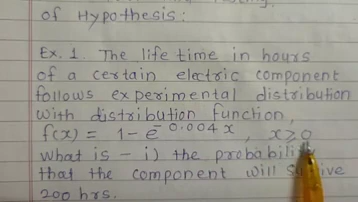 of Hypothesis:
Ex. 1. The life time in hours
of a certain electric component
follows experimental distribution
with distribution function,
f(x) = 1 - e^-0.004x, x≥0
what is - i) the probability
that the component will survive
200 hrs.